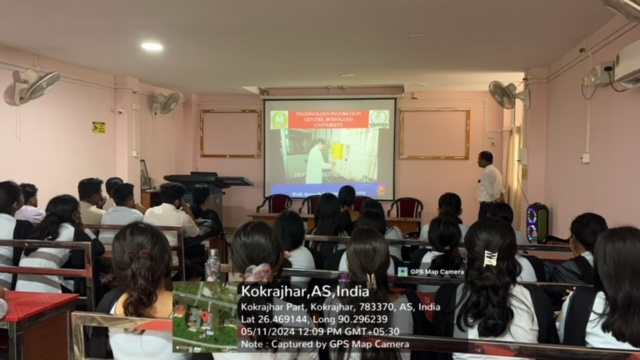 TECHNOLOGY INCUBATION
CENTRE, BODOLAND
UNIVERSITY
GPS Map Camera
Kokrajhar,AS,India
Kokrajhar Part, Kokrajhar, 783370, AS, India
Lat 26.469144, Long 90.296239
05/11/2024 12:09 PM GMT+05:30
Note : Captured by GPS Map Camera